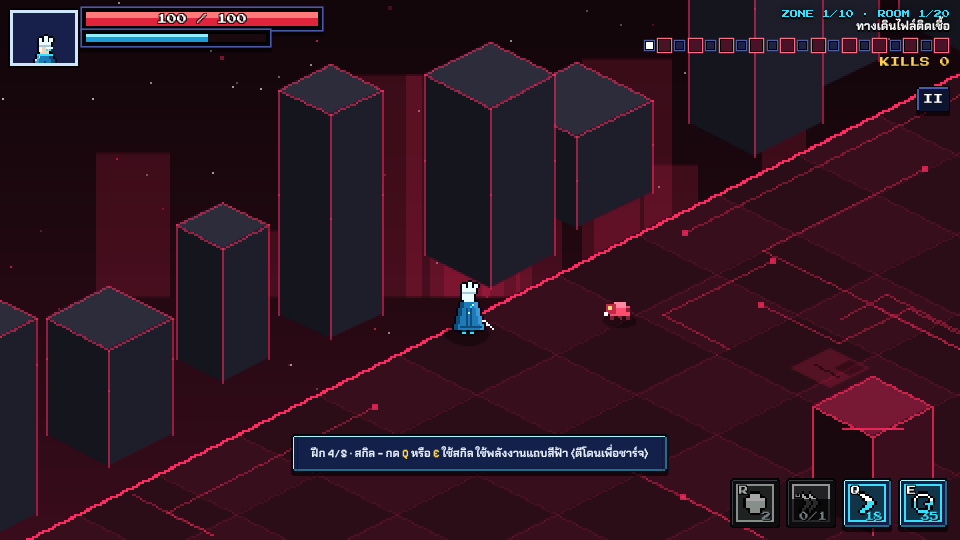 100 / 100
ZONE 1/10 · ROOM 1/20
ทางเดินไฟล์ติดเชื้อ
KILLS 0
II
ฝึก 4/8 · สกิล - กด Q หรือ E ใช้สกิล ใช้พลังงานแถบสีฟ้า (ตีโดนเพื่อชาร์จ)
R
2
0/1
Q
18
E
35